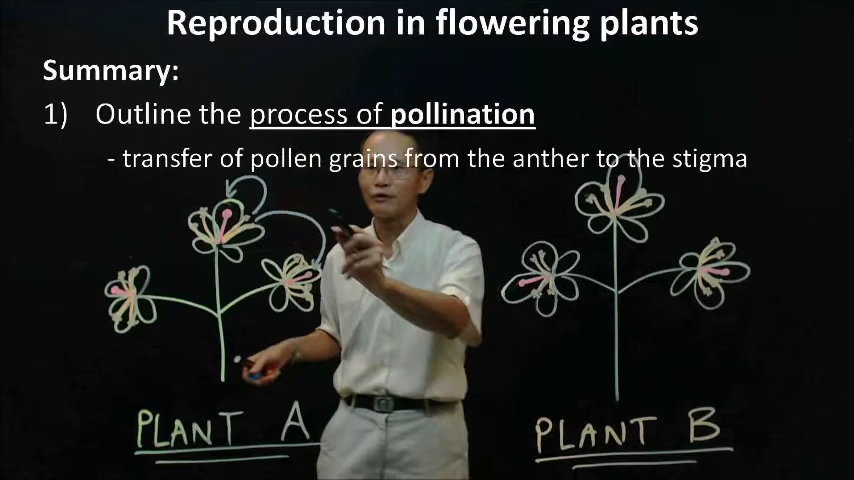 Reproduction in flowering plants
Summary:
1) Outline the process of pollination
- transfer of pollen grains from the anther to the stigma
PLANT A
PLANT B